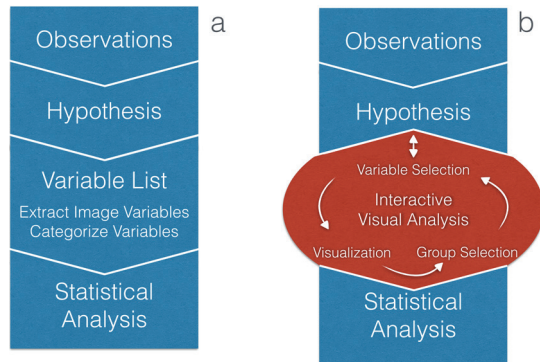 a
Observations
Hypothesis
Variable List
Extract Image Variables
Categorize Variables
Statistical
Analysis
b
Observations
Hypothesis
Variable Selection
Interactive
Visual Analysis
Visualization
Group Selection
Statistical
Analysis